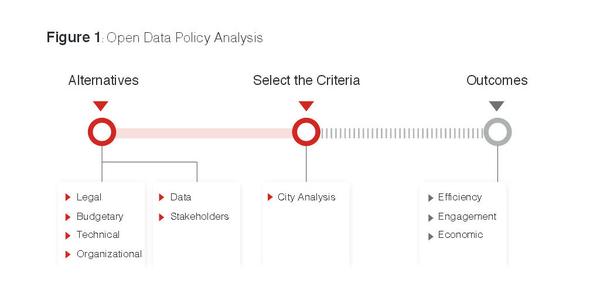 Figure 1: Open Data Policy Analysis
Alternatives
Select the Criteria
Outcomes
Legal
Budgetary
Technical
Organizational
Data
Stakeholders
City Analysis
Efficiency
Engagement
Economic